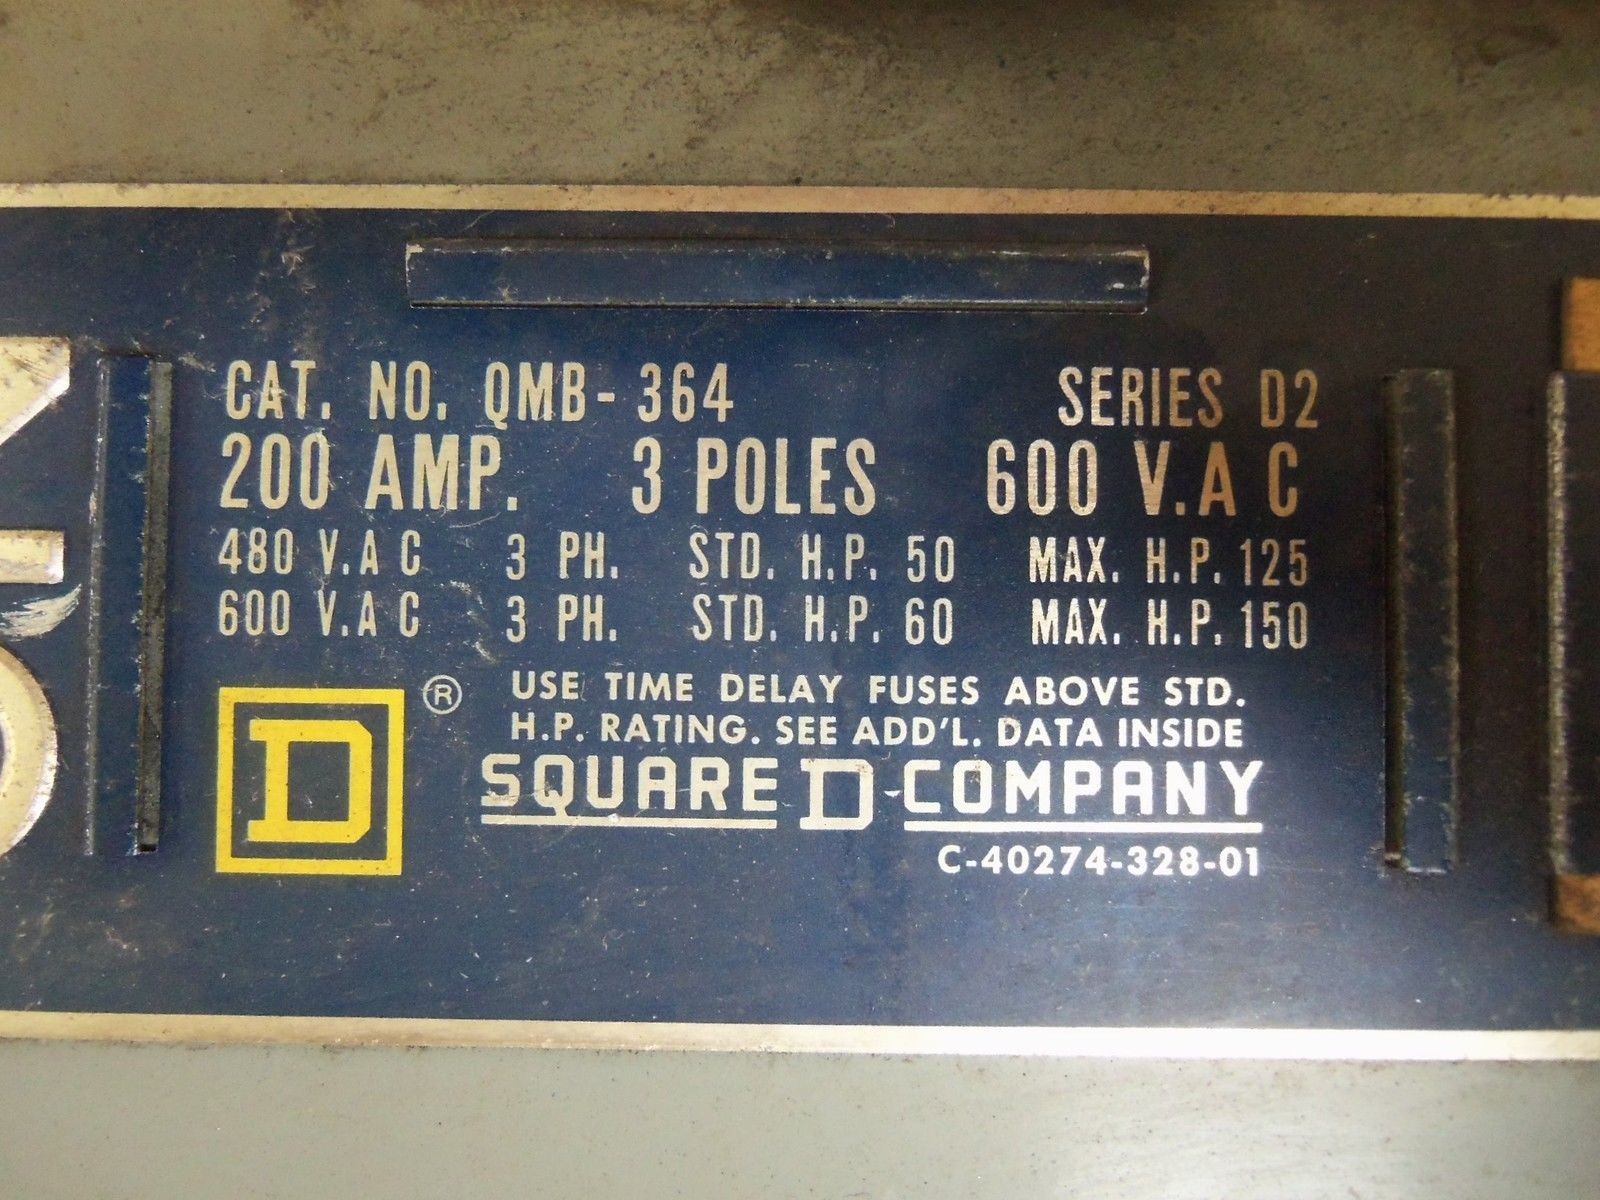 CAT. NO. QMB-364 SERIES D2
200 AMP. 3 POLES 600 V.A C
480 V.A C 3 PH. STD. H.P. 50 MAX. H.P. 125
600 V.A C 3 PH. STD. H.P. 60 MAX. H.P. 150
D ® USE TIME DELAY FUSES ABOVE STD.
H.P. RATING. SEE ADD'L. DATA INSIDE
SQUARE D COMPANY
C-40274-328-01